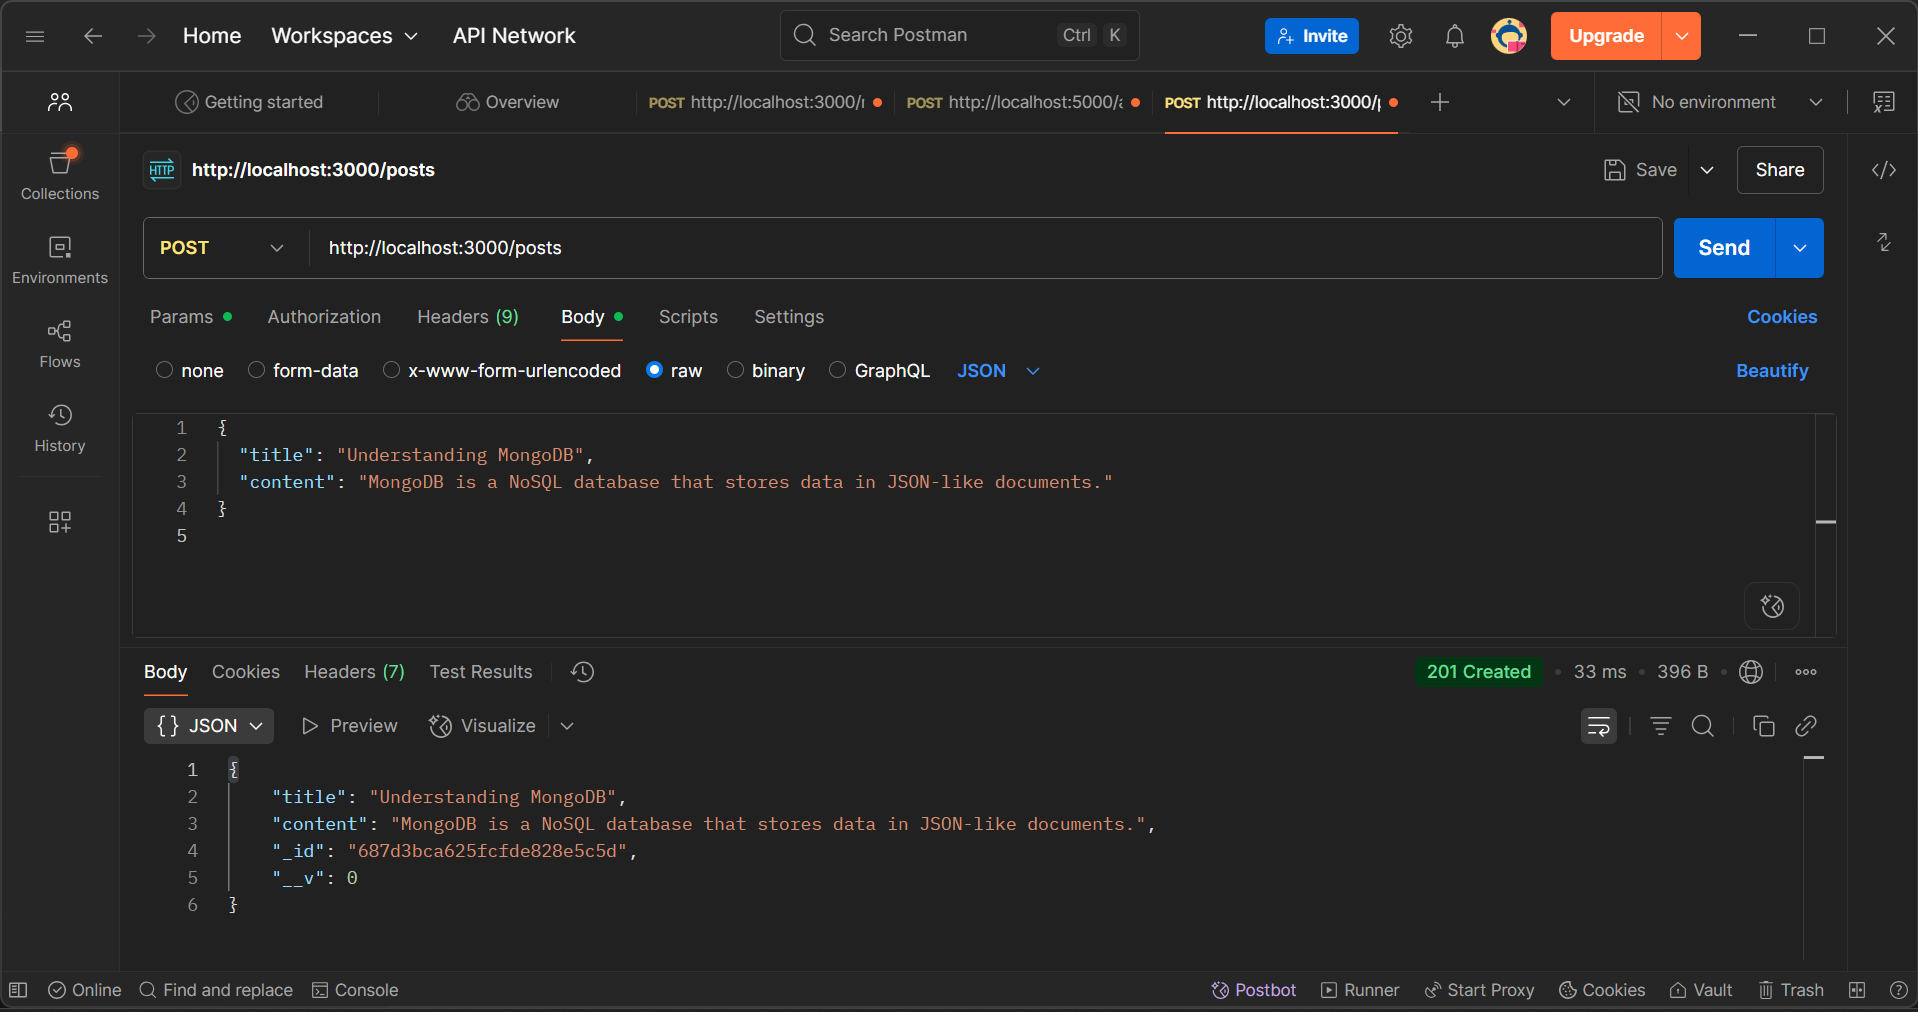 Home Workspaces API Network Search Postman Ctrl K Invite Upgrade
Getting started Overview POST http://localhost:3000/ POST http://localhost:5000/ POST http://localhost:3000/ No environment
HTTP http://localhost:3000/posts Save Share
Collections
POST http://localhost:3000/posts Send
Environments
Params Authorization Headers (9) Body Scripts Settings Cookies
Flows
none form-data x-www-form-urlencoded raw binary GraphQL JSON Beautify
History
1 {
2 "title": "Understanding MongoDB",
3 "content": "MongoDB is a NoSQL database that stores data in JSON-like documents."
4 }
5
Body Cookies Headers (7) Test Results 201 Created • 33 ms • 396 B •
{} JSON Preview Visualize
1 {
2 "title": "Understanding MongoDB",
3 "content": "MongoDB is a NoSQL database that stores data in JSON-like documents.",
4 "_id": "687d3bca625fcfde828e5c5d",
5 "__v": 0
6 }
Online Find and replace Console Postbot Runner Start Proxy Cookies Vault Trash